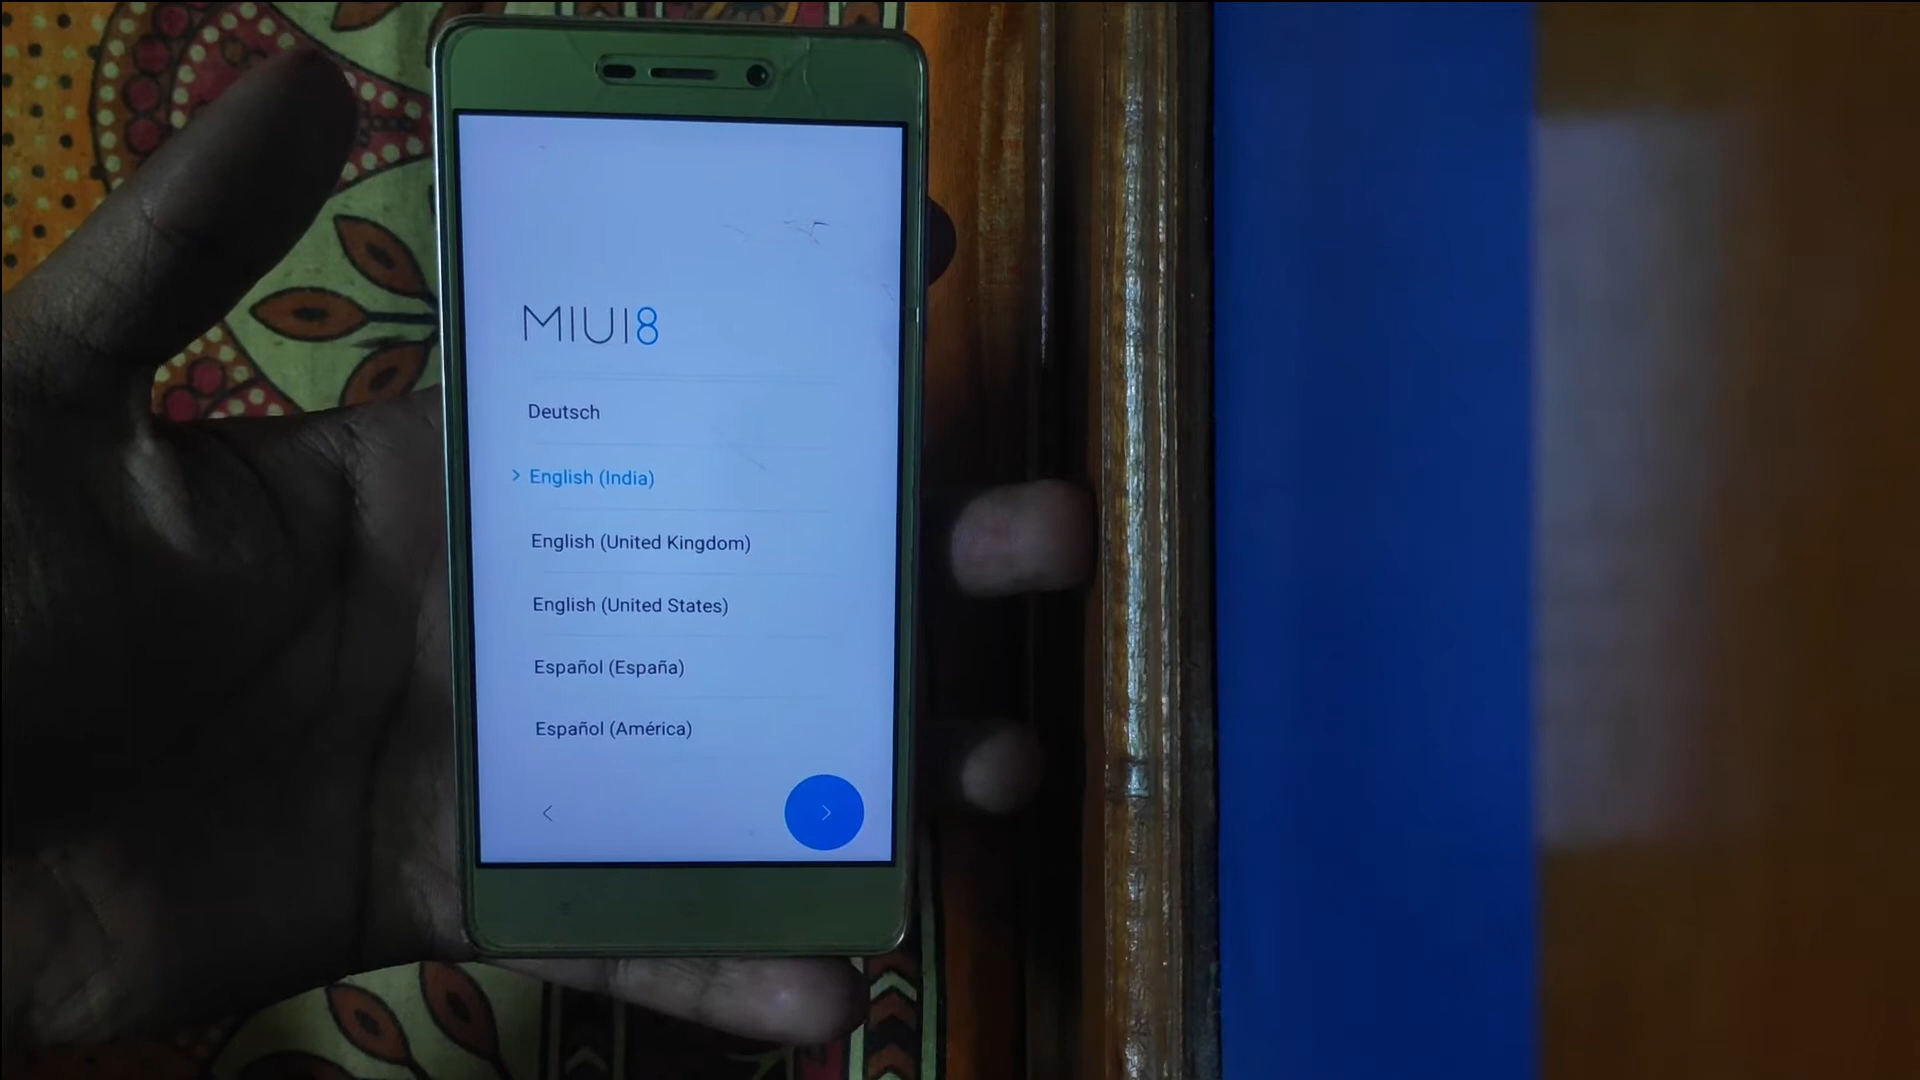 MIUI8
Deutsch
> English (India)
English (United Kingdom)
English (United States)
Español (España)
Español (América)